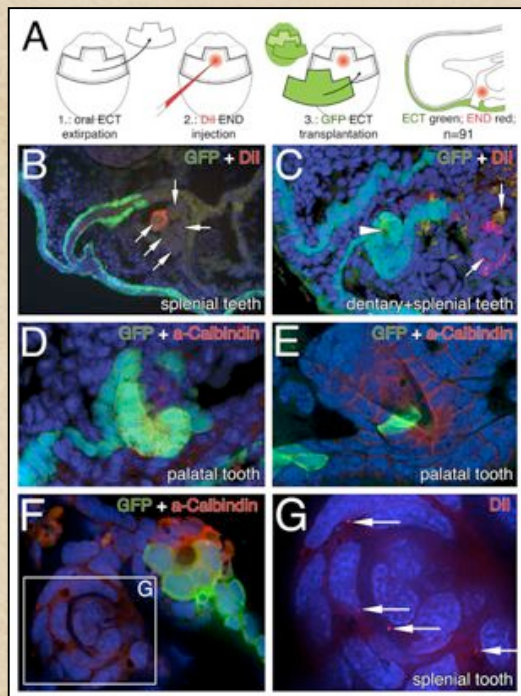 A
1.: oral ECT
extirpation
2.: DiI END
injection
3.: GFP ECT
transplantation
ECT green; END red;
n=91
B
GFP + DiI
splenial teeth
C
GFP + DiI
dentary+splenial teeth
D
GFP + a-Calbindin
palatal tooth
E
GFP + a-Calbindin
palatal tooth
F
GFP + a-Calbindin
G
G
DiI
splenial tooth